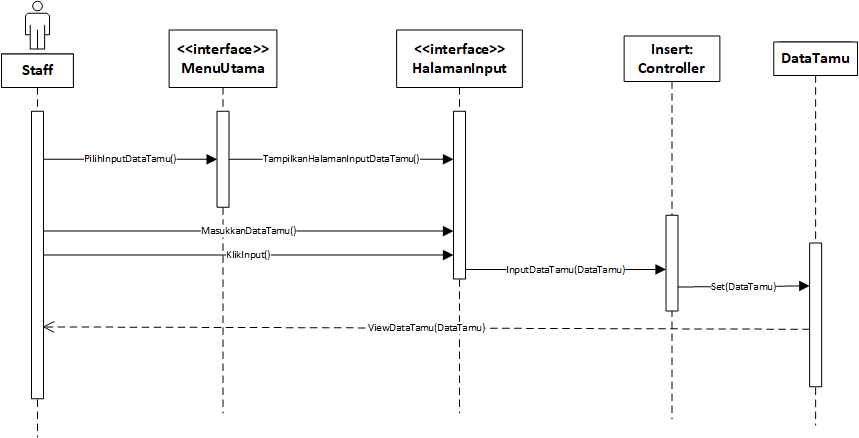 Staff
<<interface>>
MenuUtama
<<interface>>
HalamanInput
Insert:
Controller
DataTamu
PilihInputDataTamu()
TampilkanHalamanInputDataTamu()
MasukkanDataTamu()
KlikInput()
InputDataTamu(DataTamu)
Set(DataTamu)
ViewDataTamu(DataTamu)